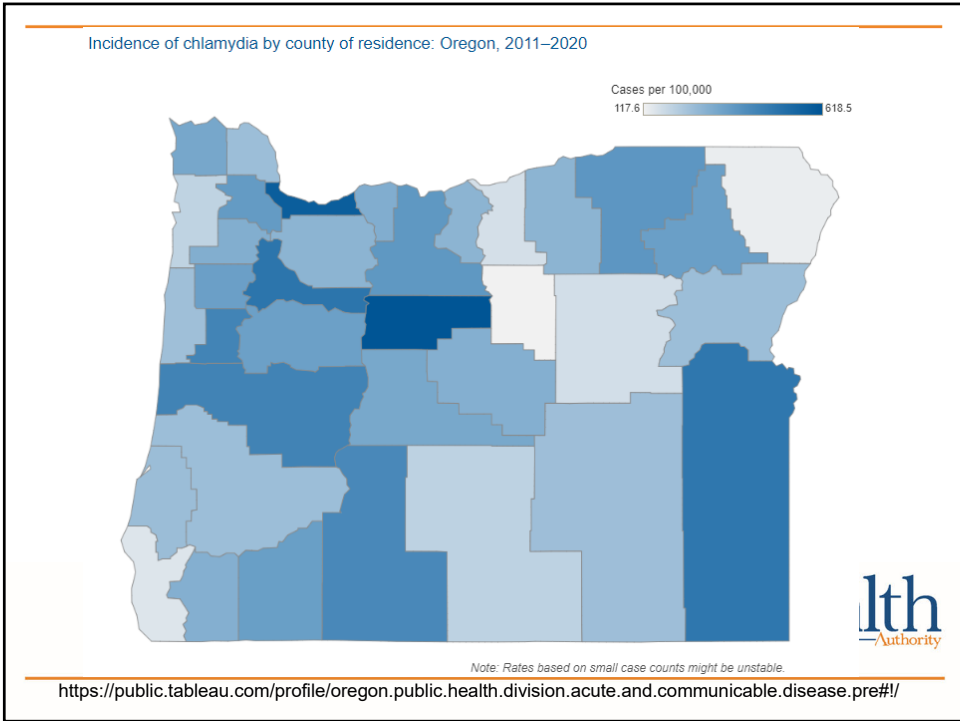 Incidence of chlamydia by county of residence: Oregon, 2011–2020
Cases per 100,000
117.6 618.5
lth
Authority
Note: Rates based on small case counts might be unstable.
https://public.tableau.com/profile/oregon.public.health.division.acute.and.communicable.disease.pre#!/